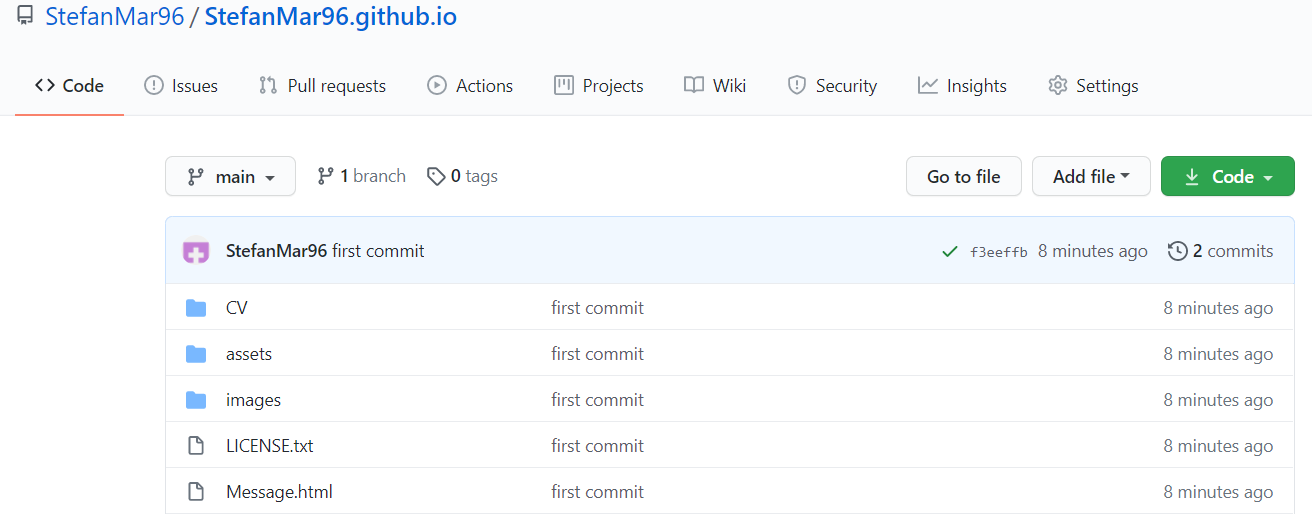 StefanMar96 / StefanMar96.github.io
Code Issues Pull requests Actions Projects Wiki Security Insights Settings
main 1 branch 0 tags Go to file Add file Code
StefanMar96 first commit f3eeffb 8 minutes ago 2 commits
CV first commit 8 minutes ago
assets first commit 8 minutes ago
images first commit 8 minutes ago
LICENSE.txt first commit 8 minutes ago
Message.html first commit 8 minutes ago